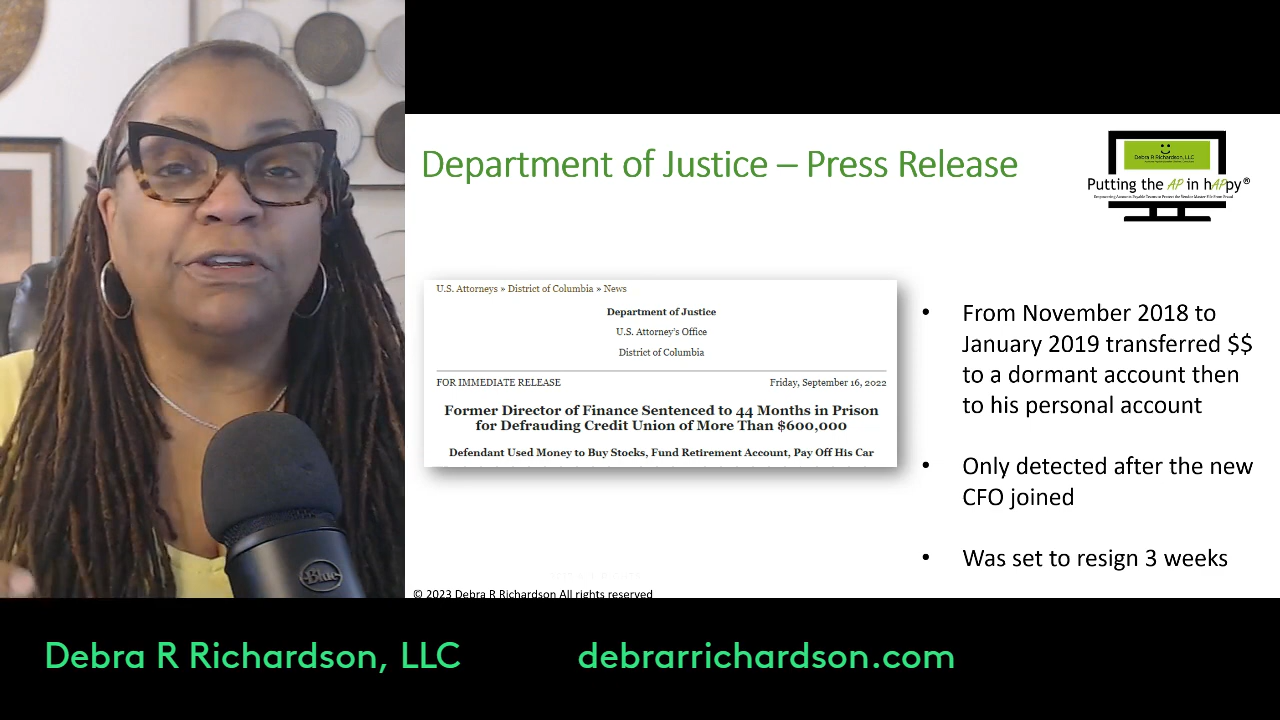 Department of Justice – Press Release
Debra R Richardson, LLC
Putting the AP in hAPpy®
U.S. Attorneys » District of Columbia » News
Department of Justice
U.S. Attorney's Office
District of Columbia
FOR IMMEDIATE RELEASE Friday, September 16, 2022
Former Director of Finance Sentenced to 44 Months in Prison
for Defrauding Credit Union of More Than $600,000
Defendant Used Money to Buy Stocks, Fund Retirement Account, Pay Off His Car
• From November 2018 to
January 2019 transferred $$
to a dormant account then
to his personal account
• Only detected after the new
CFO joined
• Was set to resign 3 weeks
© 2023 Debra R Richardson All rights reserved
Blue
Debra R Richardson, LLC
debrarrichardson.com